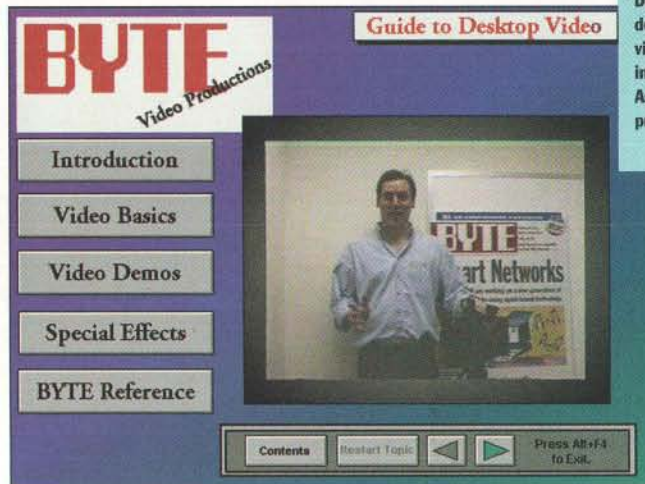 BYTE
Video Productions
Guide to Desktop Video
Introduction
Video Basics
Video Demos
Special Effects
BYTE Reference
BYTE
art Networks
Contents
Restart Topic
Press Alt+F4
to Exit.